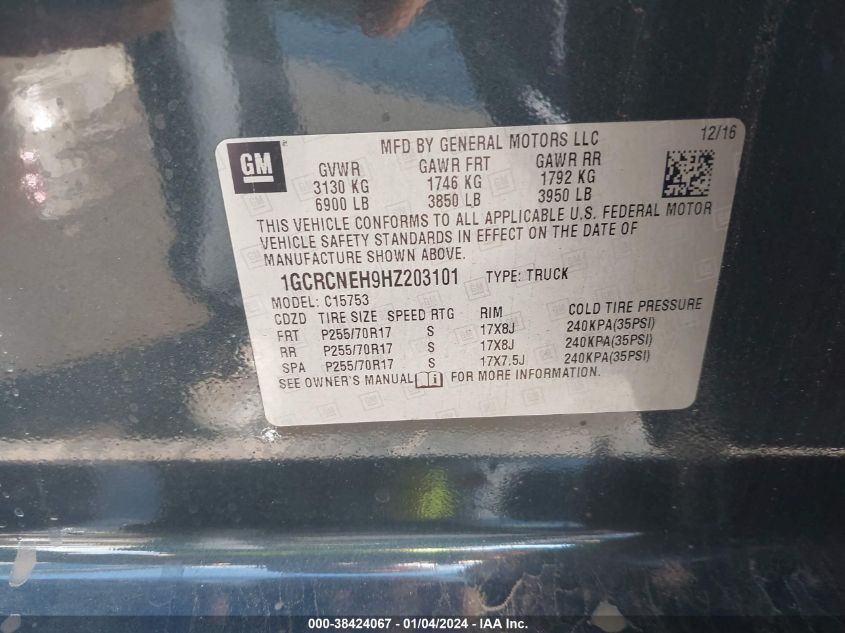 MFD BY GENERAL MOTORS LLC 12/16
GM
GVWR GAWR FRT GAWR RR
3130 KG 1746 KG 1792 KG
6900 LB 3850 LB 3950 LB
THIS VEHICLE CONFORMS TO ALL APPLICABLE U.S. FEDERAL MOTOR
VEHICLE SAFETY STANDARDS IN EFFECT ON THE DATE OF
MANUFACTURE SHOWN ABOVE.
1GCRCNEH9HZ203101 TYPE: TRUCK
MODEL: C15753
CDZD TIRE SIZE SPEED RTG RIM COLD TIRE PRESSURE
FRT P255/70R17 S 17X8J 240KPA(35PSI)
RR P255/70R17 S 17X8J 240KPA(35PSI)
SPA P255/70R17 S 17X7.5J 240KPA(35PSI)
SEE OWNER'S MANUAL FOR MORE INFORMATION.
000-38424067 - 01/04/2024 - IAA Inc.